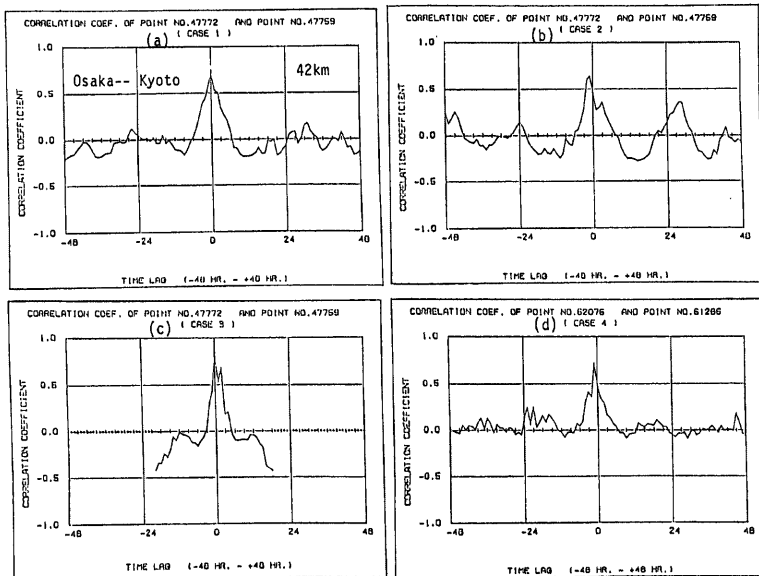 CORRELATION COEF. OF POINT NO.47772 AND POINT NO.47759
(a) ( CASE 1 )
Osaka-- Kyoto 42km
CORRELATION COEFFICIENT
1.0
0.5
0.0
-0.5
-1.0
-48 -24 0 24 48
TIME LAG (-48 HR. - +48 HR.)
CORRELATION COEF. OF POINT NO.47772 AND POINT NO.47759
(b) ( CASE 2 )
CORRELATION COEFFICIENT
1.0
0.5
0.0
-0.5
-1.0
-48 -24 0 24 48
TIME LAG (-48 HR. - +48 HR.)
CORRELATION COEF. OF POINT NO.47772 AND POINT NO.47759
(c) ( CASE 3 )
CORRELATION COEFFICIENT
1.0
0.5
0.0
-0.5
-1.0
-48 -24 0 24 48
TIME LAG (-48 HR. - +48 HR.)
CORRELATION COEF. OF POINT NO.62076 AND POINT NO.61286
(d) ( CASE 4 )
CORRELATION COEFFICIENT
1.0
0.5
0.0
-0.5
-1.0
-48 -24 0 24 48
TIME LAG (-48 HR. - +48 HR.)